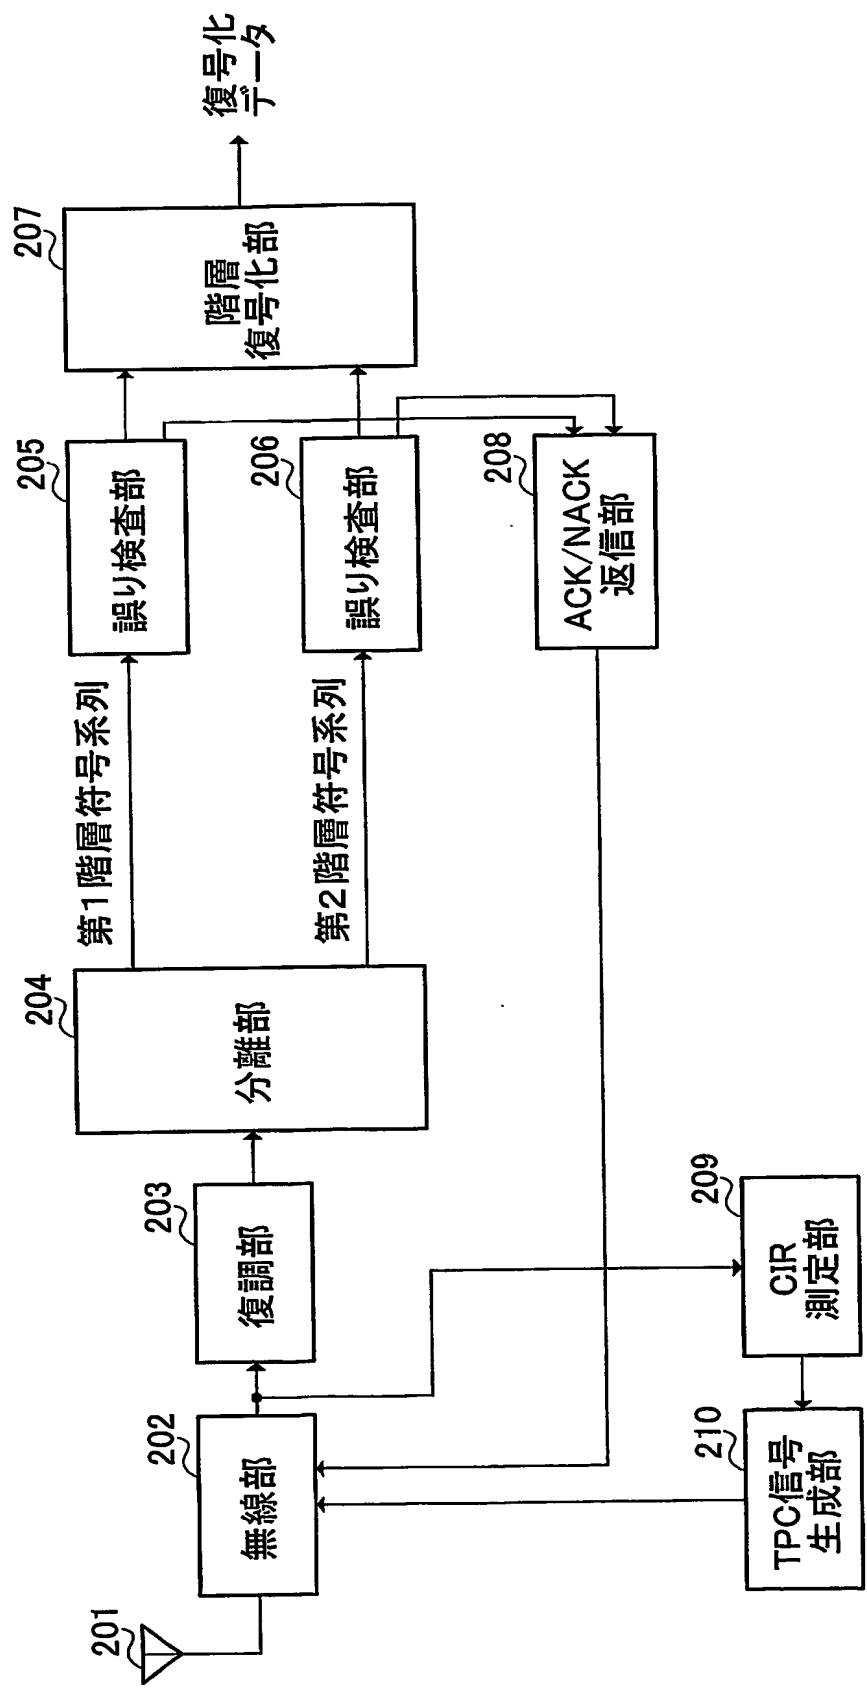 201
202
無線部
203
復調部
204
分離部
第1階層符号系列
第2階層符号系列
205
誤り検査部
206
誤り検査部
207
階層
復号化部
復号化
データ
208
ACK/NACK
返信部
209
CIR
測定部
210
TPC信号
生成部